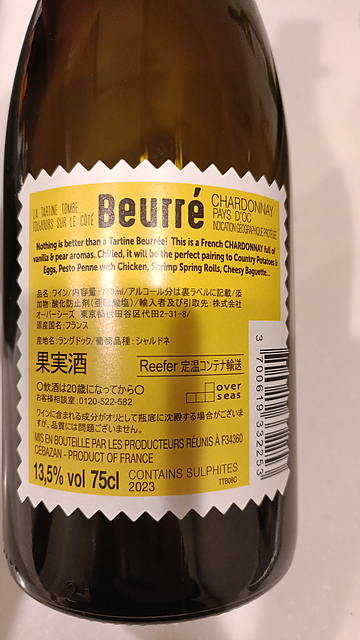 LA TARTINE TOMBE
TOUJOURS SUR LE CÔTÉ
Beurré
CHARDONNAY
PAYS D'OC
INDICATION GÉOGRAPHIQUE PROTÉGÉE
Nothing is better than a Tartine Beurrée! This is a French CHARDONNAY full of
vanilla & pear aromas. Chilled, it will be the perfect pairing to Country Potatoes &
Eggs, Pesto Penne with Chicken, Shrimp Spring Rolls, Cheesy Baguette...
品名:ワイン/内容量:750ml/アルコール分は裏ラベルに記載/添
加物:酸化防止剤(亜硫酸塩)/輸入者及び引取先:株式会社
オーバーシーズ 東京都世田谷区代田2-31-8/
原産国名:フランス
産地名:ラングドック/葡萄品種:シャルドネ
果実酒
Reefer 定温コンテナ輸送
〇飲酒は20歳になってから〇
お客様相談室:0120-522-582
over
seas
ワインに含まれる成分がオリとして瓶底に沈殿する場合がございま
すが、品質には問題ございません。
MIS EN BOUTEILLE PAR LES PRODUCTEURS RÉUNIS À F34360
CÉBAZAN - PRODUCT OF FRANCE
13,5% vol 75cl
CONTAINS SULPHITES
2023
TTB08C
3 700619 332253